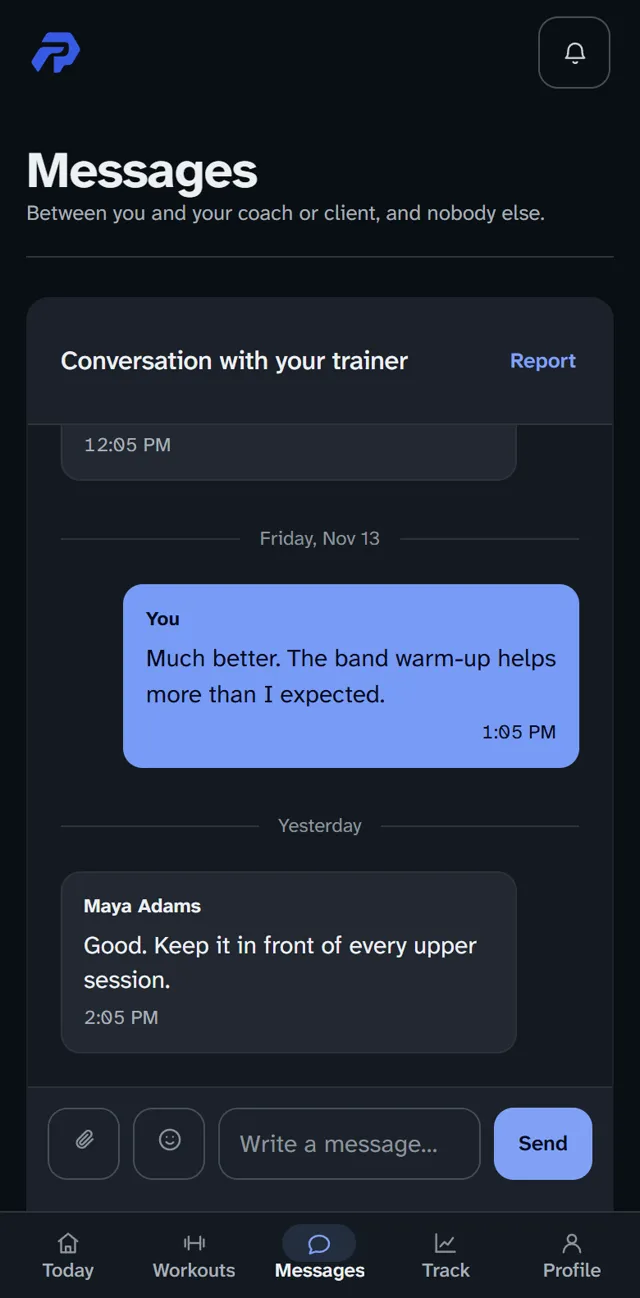 Messages
Between you and your coach or client, and nobody else.
Conversation with your trainer
Report
12:05 PM
Friday, Nov 13
You
Much better. The band warm-up helps
more than I expected.
1:05 PM
Yesterday
Maya Adams
Good. Keep it in front of every upper
session.
2:05 PM
Write a message...
Send
Today
Workouts
Messages
Track
Profile